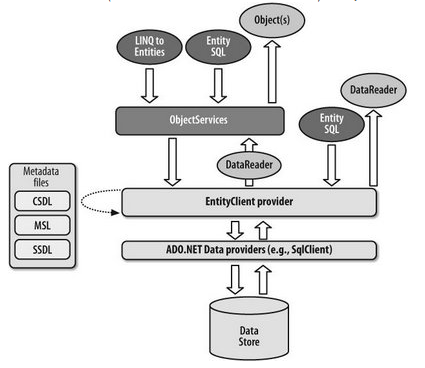 Object(s)
LINQ to
Entities
Entity
SQL
DataReader
ObjectServices
Entity
SQL
DataReader
Metadata
files
CSDL
MSL
SSDL
EntityClient provider
ADO.NET Data providers (e.g., SqlClient)
Data
Store